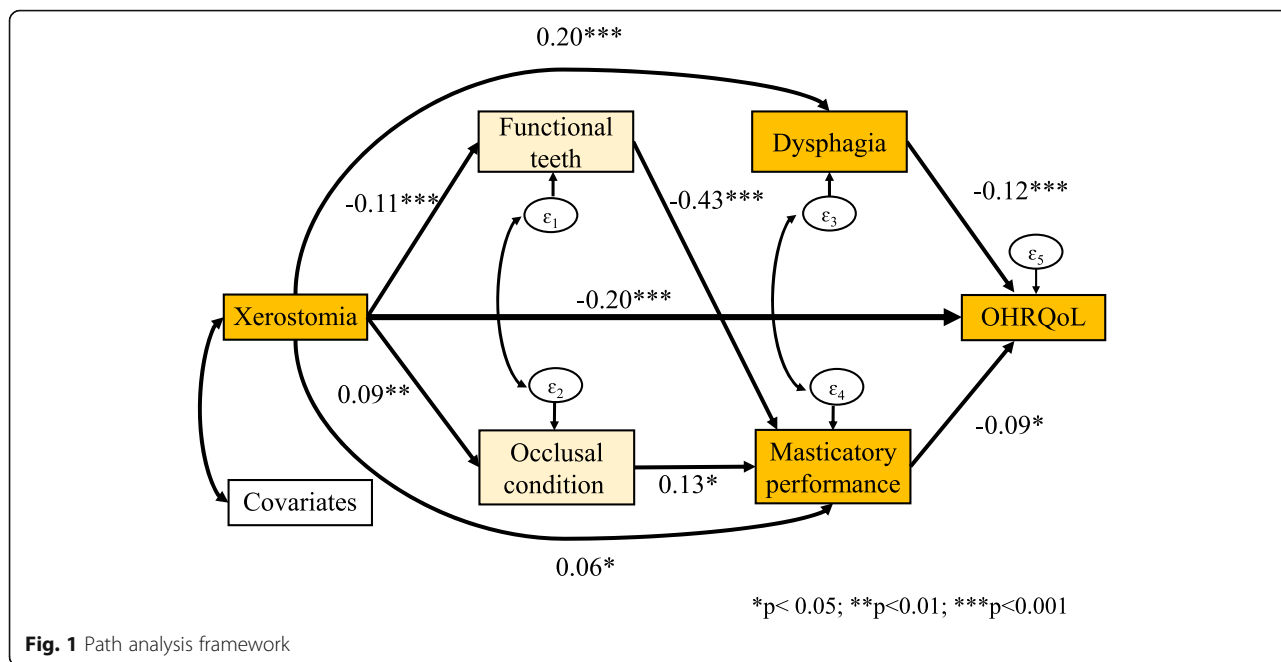 0.20***
Functional
teeth
Dysphagia
-0.11***
-0.43***
-0.12***
ε1
ε3
ε5
Xerostomia
-0.20***
OHRQoL
0.09**
ε2
ε4
-0.09*
Occlusal
condition
0.13*
Masticatory
performance
Covariates
0.06*
*p< 0.05; **p<0.01; ***p<0.001
Fig. 1 Path analysis framework